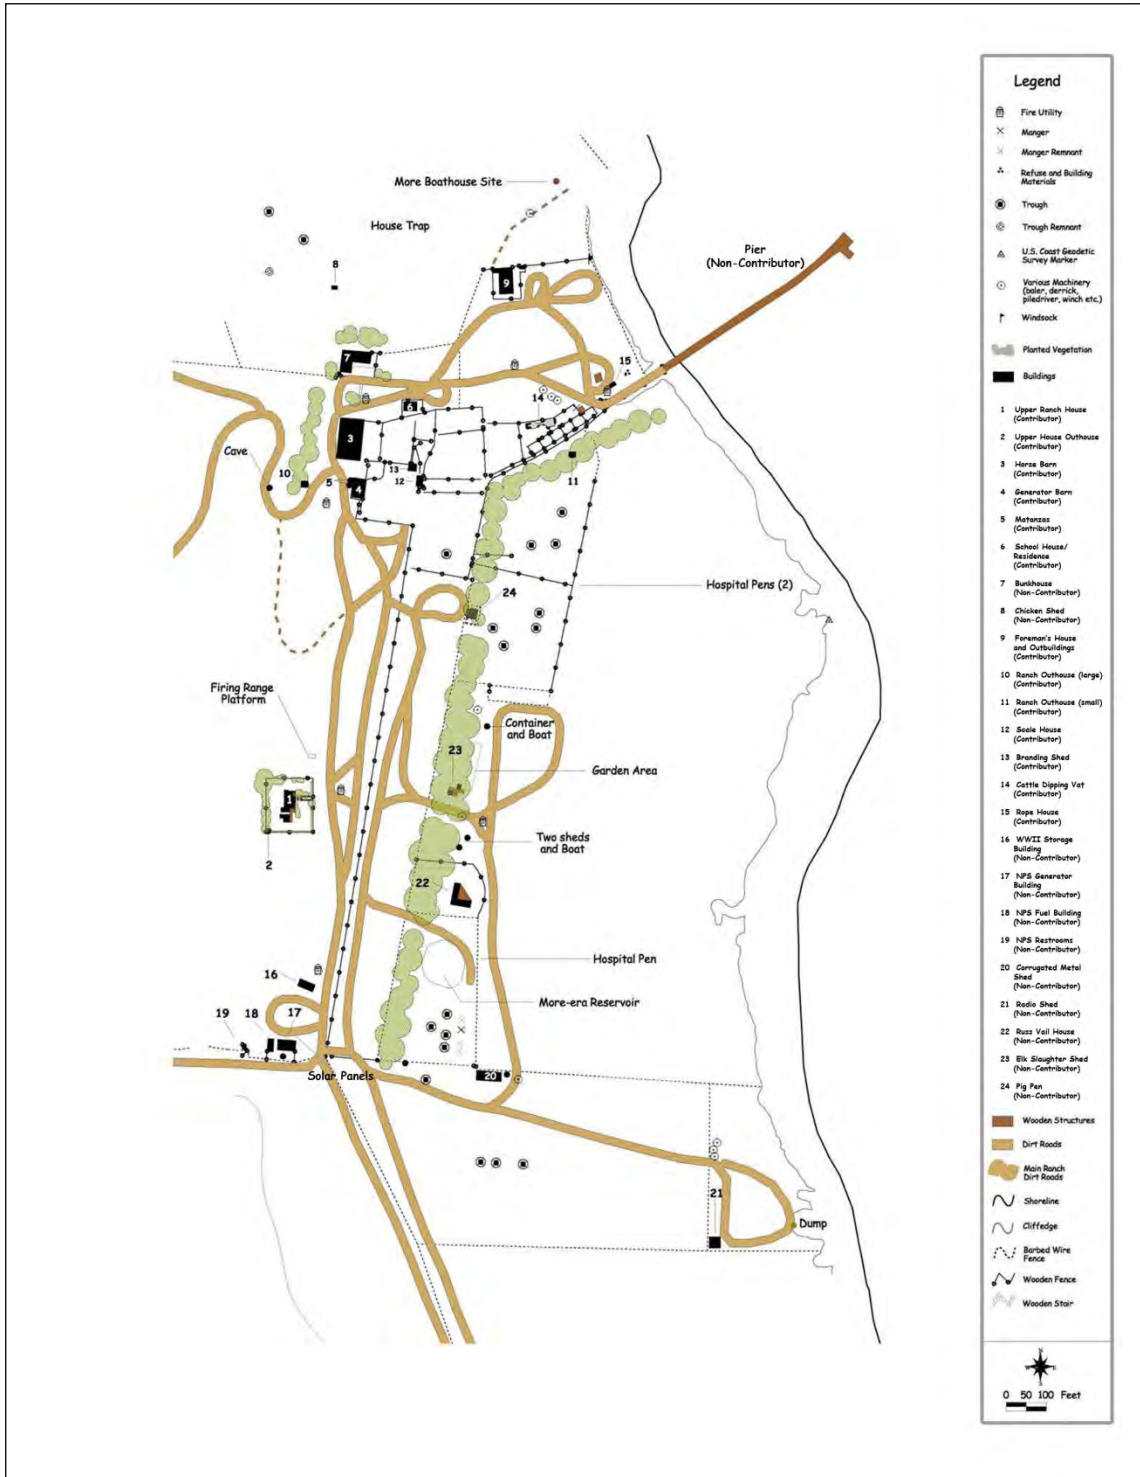 More Boathouse Site
House Trap
Pier
(Non-Contributor)
8
9
7
15
6
14
3
Cave
13
10
12
5
4
11
Hospital Pens (2)
24
Firing Range
Platform
Container
and Boat
23
Garden Area
1
Two sheds
and Boat
2
22
Hospital Pen
16
More-era Reservoir
19
18
17
Solar Panels
20
21
Dump
Legend
Fire Utility
Manger
Manger Remnant
Refuse and Building
Materials
Trough
Trough Remnant
U.S. Coast Geodetic
Survey Marker
Various Machinery
(baler, derrick,
piledriver, winch etc.)
Windsock
Planted Vegetation
Buildings
1 Upper Ranch House
(Contributor)
2 Upper House Outhouse
(Contributor)
3 Horse Barn
(Contributor)
4 Generator Barn
(Contributor)
5 Matanzas
(Contributor)
6 School House/
Residence
(Contributor)
7 Bunkhouse
(Non-Contributor)
8 Chicken Shed
(Non-Contributor)
9 Foreman's House
and Outbuildings
(Contributor)
10 Ranch Outhouse (large)
(Contributor)
11 Ranch Outhouse (small)
(Contributor)
12 Scale House
(Contributor)
13 Branding Shed
(Contributor)
14 Cattle Dipping Vat
(Contributor)
15 Rope House
(Contributor)
16 WWII Storage
Building
(Non-Contributor)
17 NPS Generator
Building
(Non-Contributor)
18 NPS Fuel Building
(Non-Contributor)
19 NPS Restrooms
(Non-Contributor)
20 Corrugated Metal
Shed
(Non-Contributor)
21 Radio Shed
(Non-Contributor)
22 Russ Vail House
(Non-Contributor)
23 Elk Slaughter Shed
(Non-Contributor)
24 Pig Pen
(Non-Contributor)
Wooden Structures
Dirt Roads
Main Ranch
Dirt Roads
Shoreline
Cliffedge
Barbed Wire
Fence
Wooden Fence
Wooden Stair
N
W E
S
0 50 100 Feet